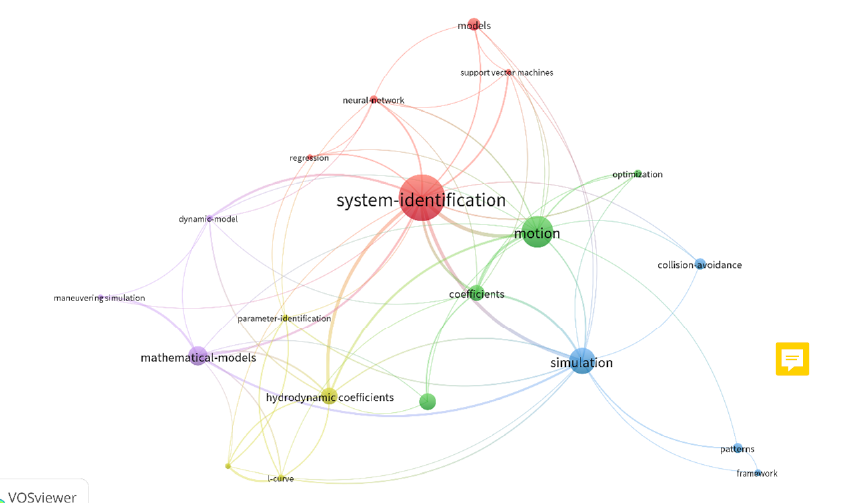 models
support vector machines
neural-network
regression
optimization
system-identification
dynamic-model
motion
collision-avoidance
coefficients
maneuvering simulation
parameter-identification
mathematical-models
simulation
hydrodynamic coefficients
patterns
framework
l-curve
VOSviewer